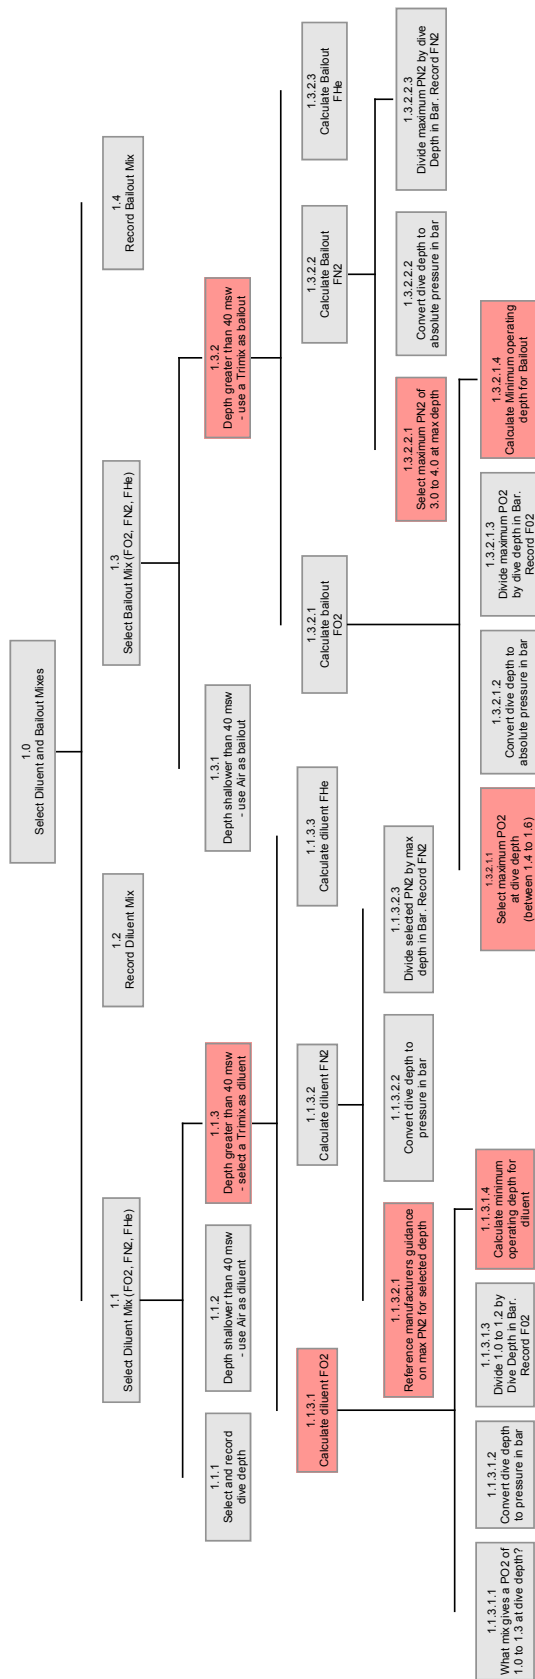 1.0
Select Diluent and Bailout Mixes
1.1
Select Diluent Mix (FO2, FN2, FHe)
1.2
Record Diluent Mix
1.3
Select Bailout Mix (FO2, FN2, FHe)
1.4
Record Bailout Mix
1.1.1
Select and record
dive depth
1.1.2
Depth shallower than 40 msw
- use Air as diluent
1.1.3
Depth greater than 40 msw
- select a Trimix as diluent
1.3.1
Depth shallower than 40 msw
- use Air as bailout
1.3.2
Depth greater than 40 msw
- use a Trimix as bailout
1.1.3.1
Calculate diluent FO2
1.1.3.2
Calculate diluent FN2
1.1.3.3
Calculate diluent FHe
1.3.2.1
Calculate bailout
FO2
1.3.2.2
Calculate Bailout
FN2
1.3.2.3
Calculate Bailout
FHe
1.1.3.2.1
Reference manufacturers guidance
on max PN2 for selected depth
1.1.3.2.2
Convert dive depth to
pressure in bar
1.1.3.2.3
Divide selected PN2 by max
depth in Bar. Record FN2
1.3.2.2.1
Select maximum PN2 of
3.0 to 4.0 at max depth
1.3.2.2.2
Convert dive depth to
absolute pressure in bar
1.3.2.2.3
Divide maximum PN2 by dive
Depth in Bar. Record FN2
1.1.3.1.1
What mix gives a PO2 of
1.0 to 1.3 at dive depth?
1.1.3.1.2
Convert dive depth
to pressure in bar
1.1.3.1.3
Divide 1.0 to 1.2 by
Dive Depth in Bar.
Record F02
1.1.3.1.4
Calculate minimum
operating depth for
diluent
1.3.2.1.1
Select maximum PO2
at dive depth
(between 1.4 to 1.6)
1.3.2.1.2
Convert dive depth to
absolute pressure in bar
1.3.2.1.3
Divide maximum PO2
by dive depth in Bar.
Record F02
1.3.2.1.4
Calculate Minimum operating
depth for Bailout